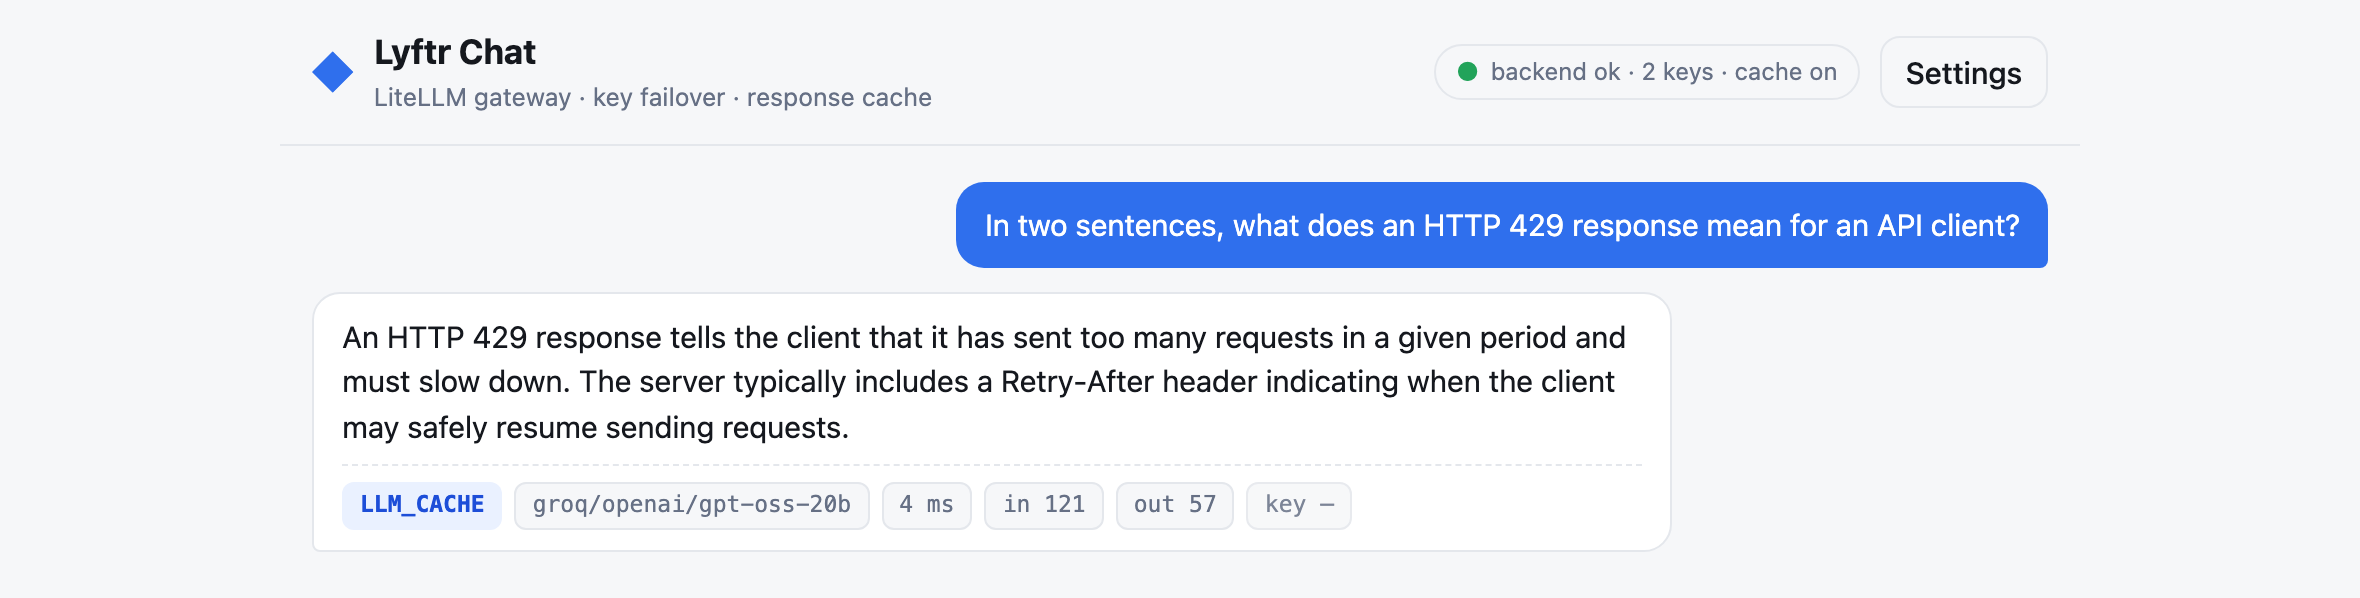 Lyftr Chat
LiteLLM gateway · key failover · response cache
backend ok · 2 keys · cache on
Settings
In two sentences, what does an HTTP 429 response mean for an API client?
An HTTP 429 response tells the client that it has sent too many requests in a given period and
must slow down. The server typically includes a Retry-After header indicating when the client
may safely resume sending requests.
LLM_CACHE groq/openai/gpt-oss-20b 4 ms in 121 out 57 key —